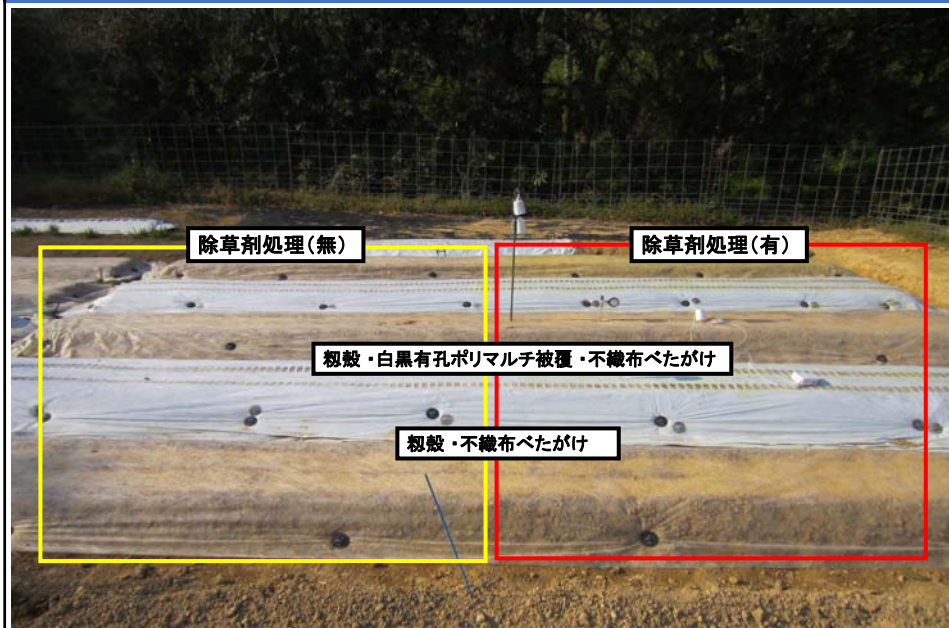 除草剤処理(無)
除草剤処理(有)
籾殻・白黒有孔ポリマルチ被覆・不織布べたがけ
籾殻・不織布べたがけ